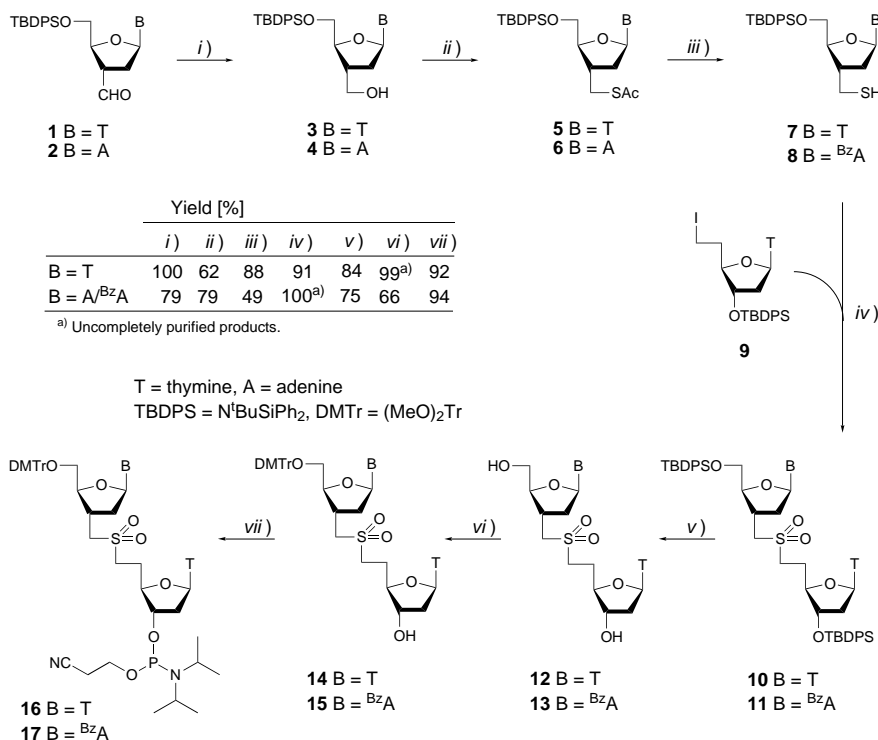 TBDPSO O B i ) TBDPSO O B ii ) TBDPSO O B iii ) TBDPSO O B
CHO OH SAc SH
1 B = T 3 B = T 5 B = T 7 B = T
2 B = A 4 B = A 6 B = A 8 B = BzA
Yield [%]
i ) ii ) iii ) iv ) v ) vi ) vii )
B = T 100 62 88 91 84 99a) 92
B = A/BzA 79 79 49 100a) 75 66 94
a) Uncompletely purified products.
I
O T
OTBDPS
9
iv )
T = thymine, A = adenine
TBDPS = NtBuSiPh2, DMTr = (MeO)2Tr
DMTrO O B DMTrO O B HO O B TBDPSO O B
S O O vii ) S O O vi ) S O O v ) S O O
O T O T O T O T
O OH OH OTBDPS
NC O P N
16 B = T 14 B = T 12 B = T 10 B = T
17 B = BzA 15 B = BzA 13 B = BzA 11 B = BzA